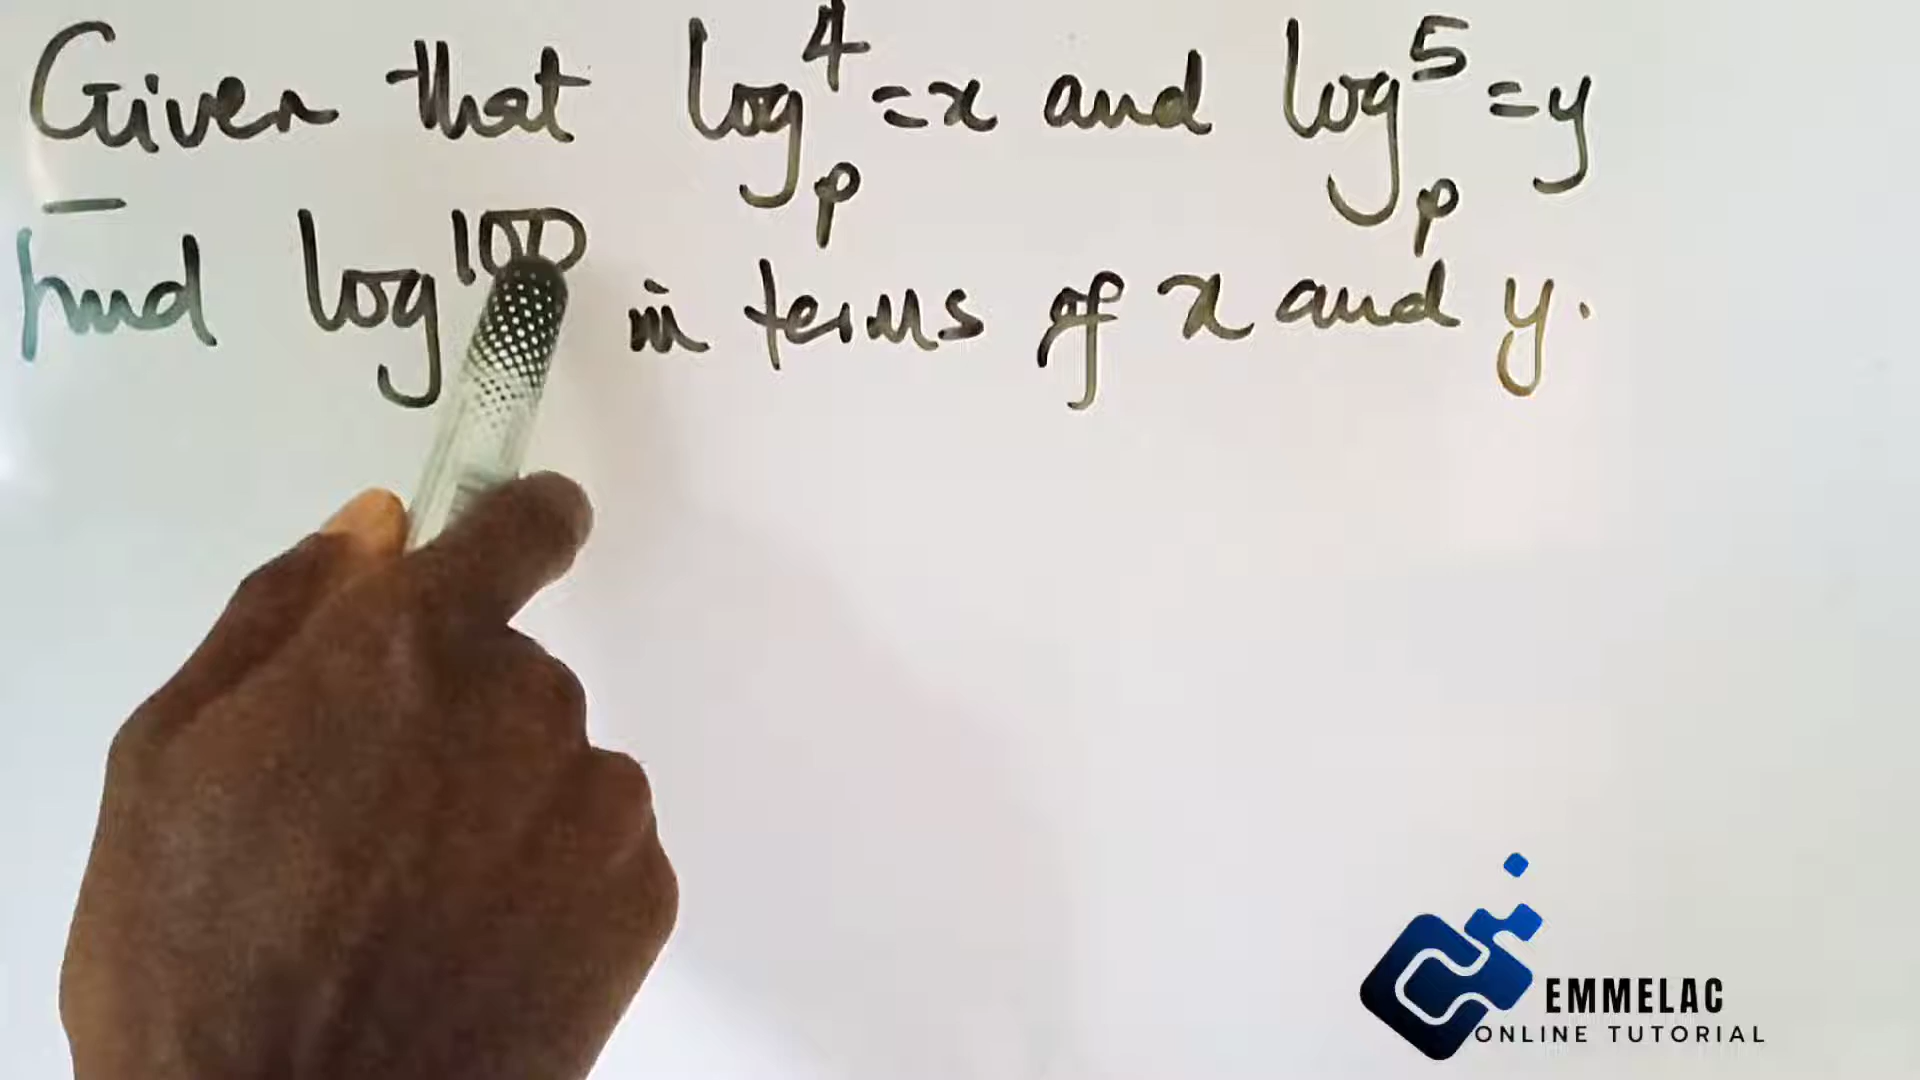 Given that log⁴ₚ = x and log⁵ₚ = y
find log¹⁰⁰ in terms of x and y.
EMMELAC
ONLINE TUTORIAL